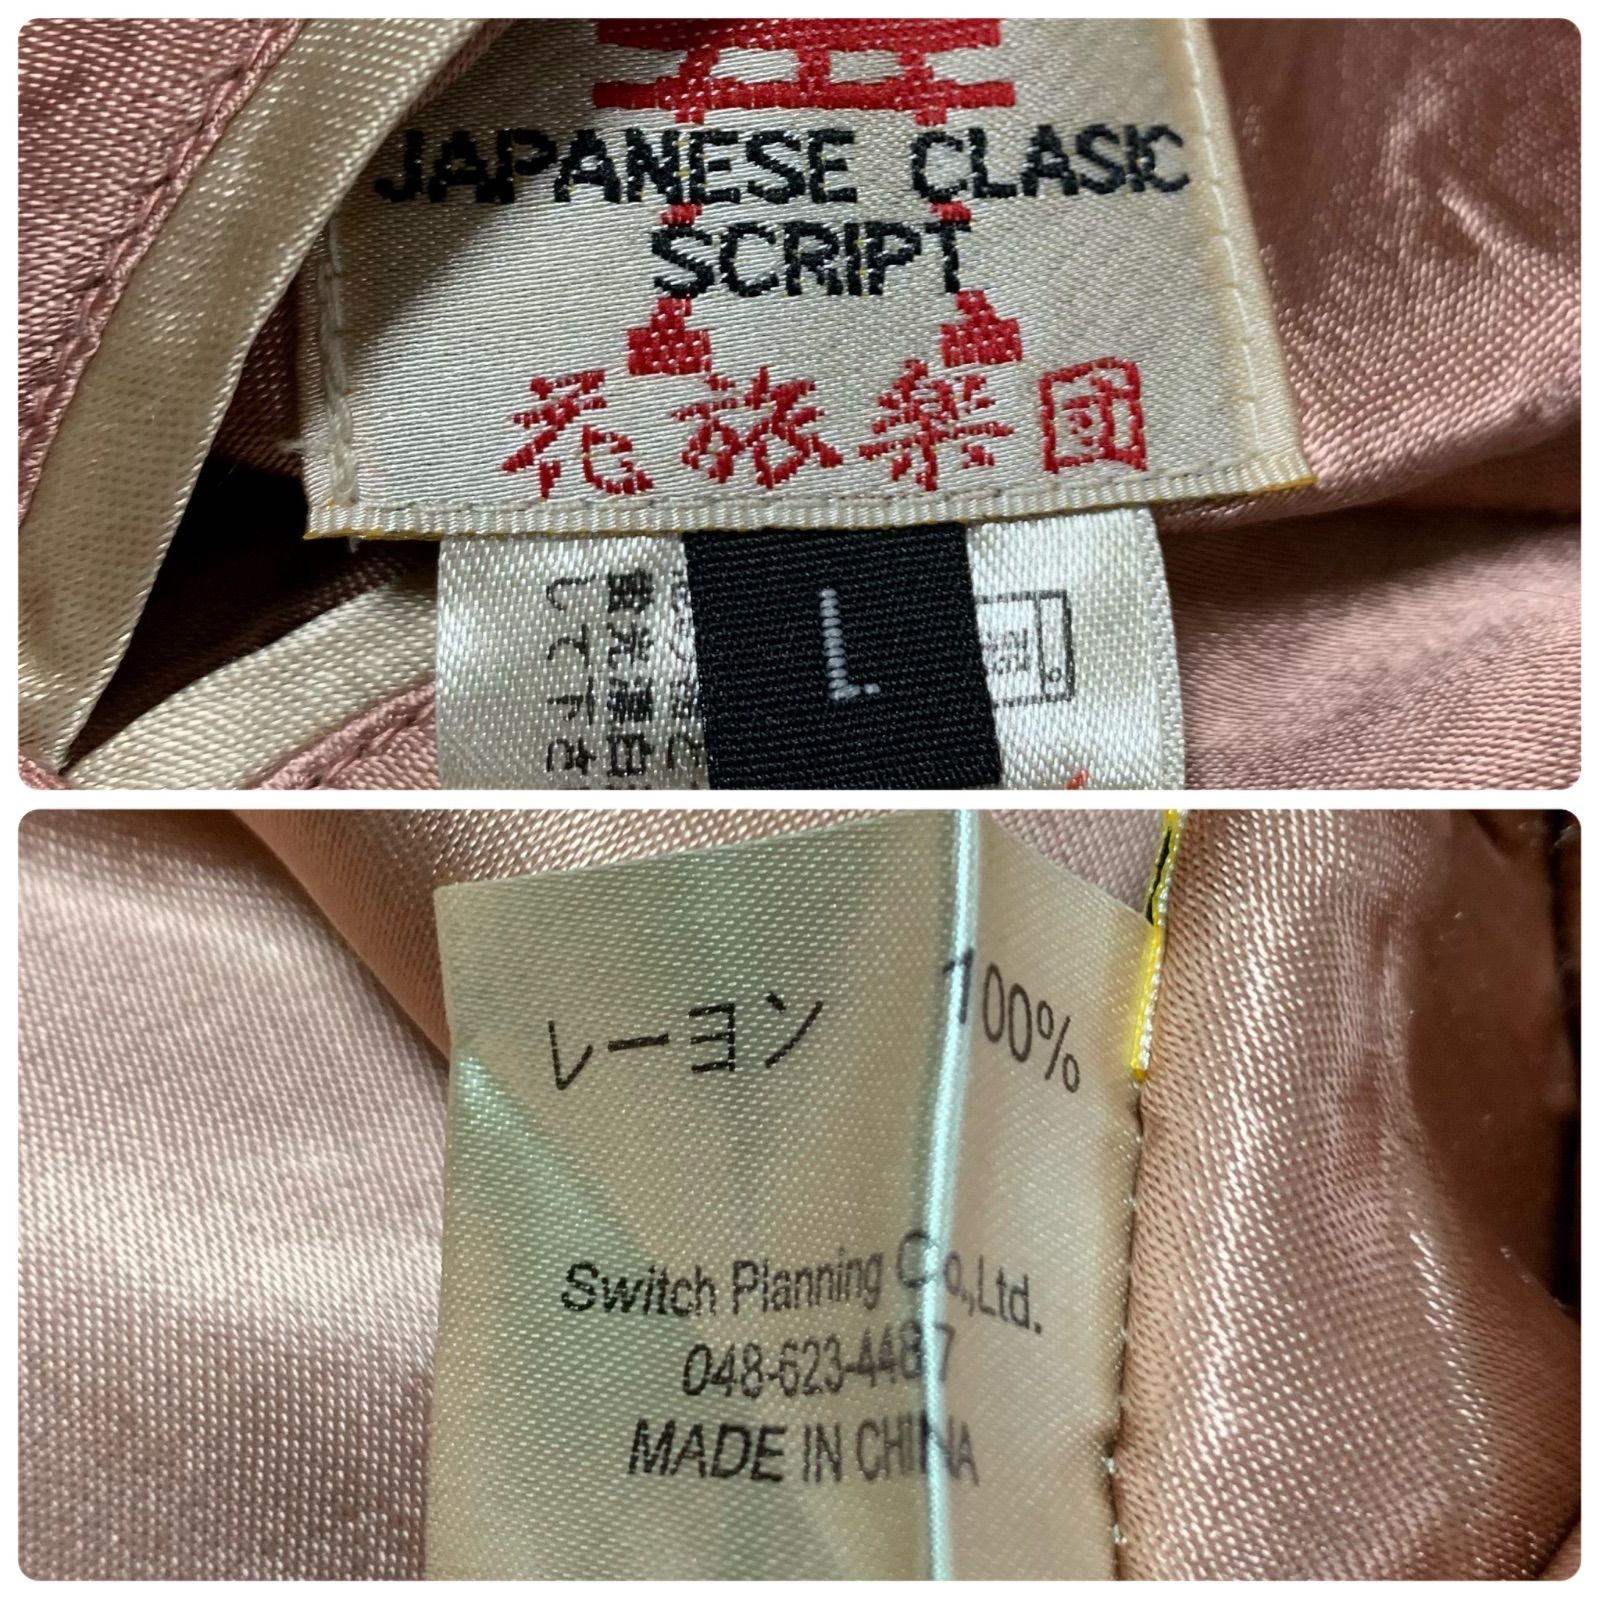 JAPANESE CLASIC
SCRIPT
花旅楽団
L
レーヨン 100%
Switch Planning Co.,Ltd.
048-623-4487
MADE IN CHINA